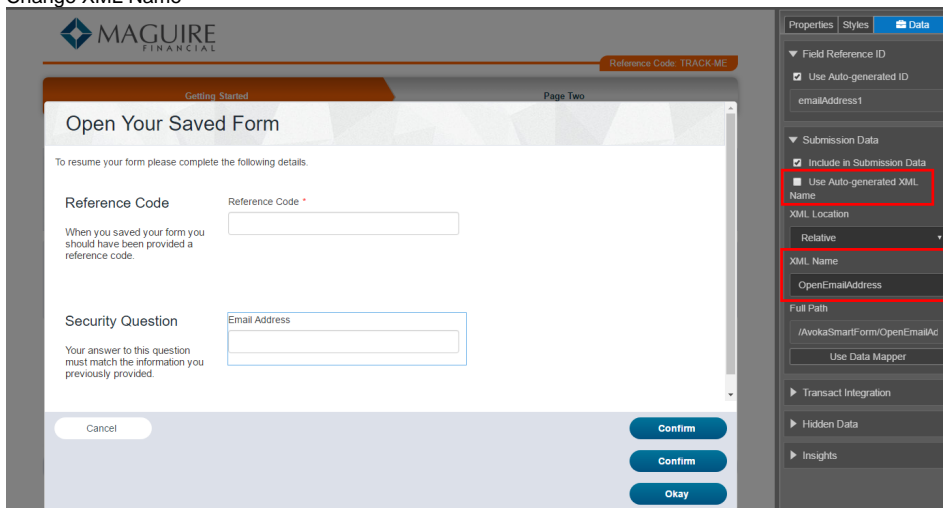 Change XML Name
MAGUIRE
FINANCIAL
Reference Code: TRACK-ME
Getting Started
Page Two
Open Your Saved Form
To resume your form please complete the following details.
Reference Code
When you saved your form you
should have been provided a
reference code.
Reference Code *
Security Question
Your answer to this question
must match the information you
previously provided.
Email Address
Cancel
Confirm
Confirm
Okay
Properties
Styles
Data
Field Reference ID
Use Auto-generated ID
emailAddress1
Submission Data
Include in Submission Data
Use Auto-generated XML
Name
XML Location
Relative
XML Name
OpenEmailAddress
Full Path
/AvokaSmartForm/OpenEmailAd
Use Data Mapper
Transact Integration
Hidden Data
Insights